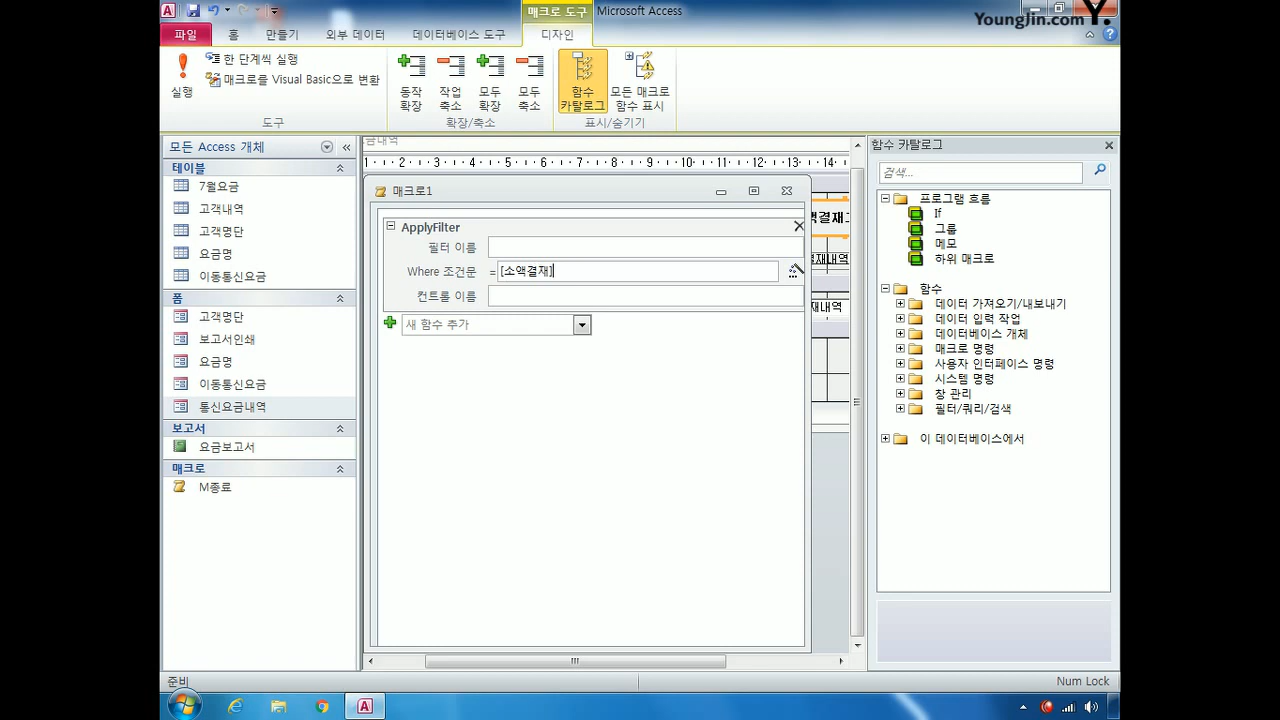 매크로 도구 Microsoft Access
YoungJin.com Y.
파일 홈 만들기 외부 데이터 데이터베이스 도구 디자인
실행
한 단계씩 실행
매크로를 Visual Basic으로 변환
동작 확장
작업 축소
모두 확장
모두 축소
함수 카탈로그
모든 매크로 함수 표시
도구 확장/축소 표시/숨기기
모든 Access 개체
테이블
7월요금
고객내역
고객명단
요금명
이동통신요금
폼
고객명단
보고서인쇄
요금명
이동통신요금
통신요금내역
보고서
요금보고서
매크로
M종료
1 2 3 4 5 6 7 8 9 10 11 12 13 14
매크로1
ApplyFilter
필터 이름
Where 조건문 = [소액결재]
컨트롤 이름
새 함수 추가
함수 카탈로그
검색...
프로그램 흐름
If
그룹
메모
하위 매크로
함수
데이터 가져오기/내보내기
데이터 입력 작업
데이터베이스 개체
매크로 명령
사용자 인터페이스 명령
시스템 명령
창 관리
필터/쿼리/검색
이 데이터베이스에서
준비
Num Lock